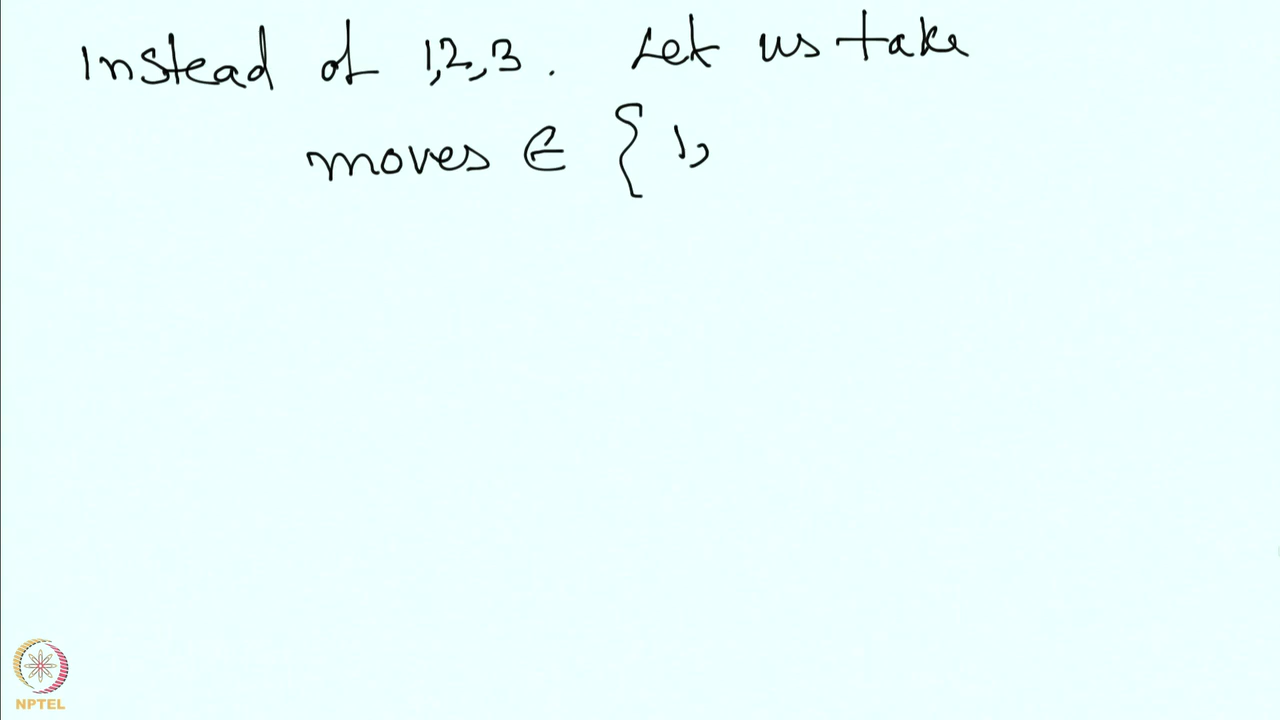 Instead of 1,2,3. Let us take
moves ∈ { 1,
NPTEL